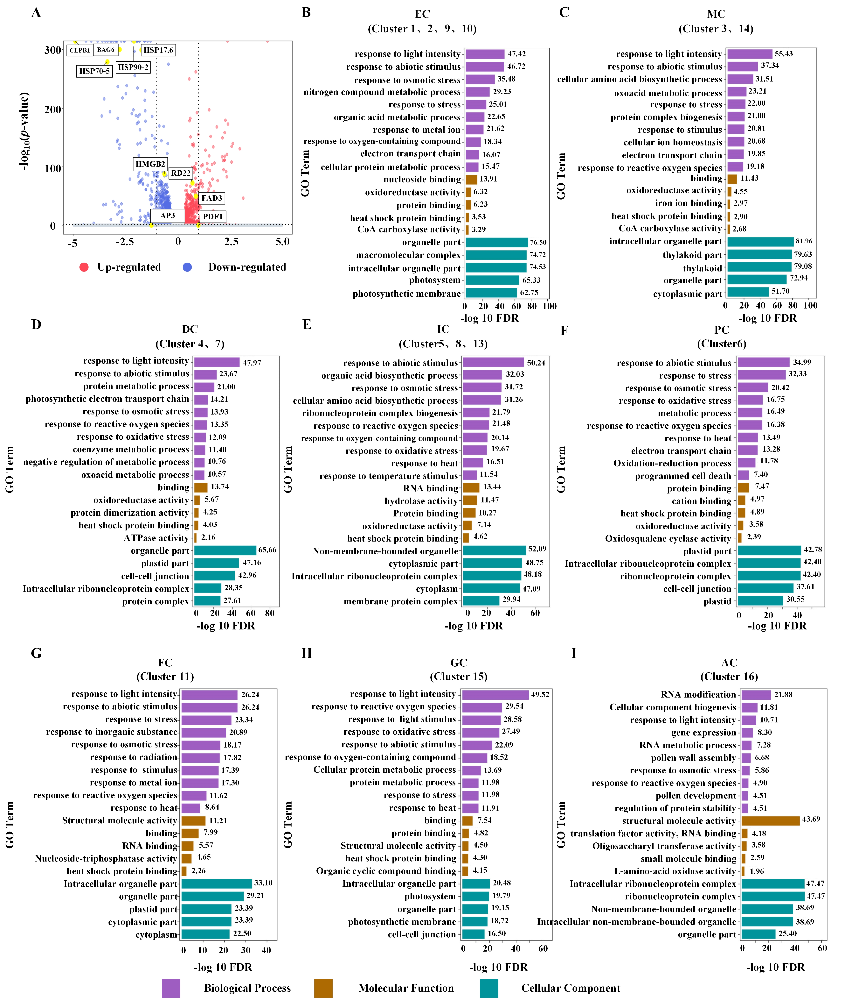 A
-log10(p-value)
300
200
100
0
CLPB1
BAG6
HSP17.6
HSP70-5
HSP90-2
HMGB2
RD22
FAD3
AP3
PDF1
-5
-2.5
0
2.5
5.0
Up-regulated
Down-regulated
B
EC
(Cluster 1、2、9、10)
GO Term
response to light intensity 47.42
response to abiotic stimulus 46.72
response to osmotic stress 35.48
nitrogen compound metabolic process 29.23
response to stress 25.01
organic acid metabolic process 22.65
response to metal ion 21.62
response to oxygen-containing compound 18.34
electron transport chain 16.07
cellular protein metabolic process 15.47
nucleoside binding 13.91
oxidoreductase activity 6.32
protein binding 6.23
heat shock protein binding 3.53
CoA carboxylase activity 3.29
organelle part 76.50
macromolecular complex 74.72
intracellular organelle part 74.53
photosystem 65.33
photosynthetic membrane 62.75
0 20 40 60 80 100
-log 10 FDR
C
MC
(Cluster 3、14)
GO Term
response to light intensity 55.43
response to abiotic stimulus 37.34
cellular amino acid biosynthetic process 31.51
oxoacid metabolic process 23.21
response to stress 22.00
protein complex biogenesis 21.00
response to stimulus 20.81
cellular ion homeostasis 20.68
electron transport chain 19.85
response to reactive oxygen species 19.18
binding 11.43
oxidoreductase activity 4.55
iron ion binding 2.97
heat shock protein binding 2.90
CoA carboxylase activity 2.68
intracellular organelle part 81.96
thylakoid part 79.63
thylakoid 79.08
organelle part 72.94
cytoplasmic part 51.70
0 20 40 60 80 100
-log 10 FDR
D
DC
(Cluster 4、7)
GO Term
response to light intensity 47.97
response to abiotic stimulus 23.67
protein metabolic process 21.00
photosynthetic electron transport chain 14.21
response to osmotic stress 13.93
response to reactive oxygen species 13.35
response to oxidative stress 12.09
coenzyme metabolic process 11.40
negative regulation of metabolic process 10.76
oxoacid metabolic process 10.57
binding 13.74
oxidoreductase activity 5.67
protein dimerization activity 4.25
heat shock protein binding 4.03
ATPase activity 2.16
organelle part 65.66
plastid part 47.16
cell-cell junction 42.96
Intracellular ribonucleoprotein complex 28.35
protein complex 27.61
0 20 40 60 80
-log 10 FDR
E
IC
(Cluster5、8、13)
GO Term
response to abiotic stimulus 50.24
organic acid biosynthetic process 32.03
response to osmotic stress 31.72
cellular amino acid biosynthetic process 31.26
ribonucleoprotein complex biogenesis 21.79
response to reactive oxygen species 21.48
response to oxygen-containing compound 20.14
response to oxidative stress 19.67
response to heat 16.51
response to temperature stimulus 11.54
RNA binding 13.44
hydrolase activity 11.47
Protein binding 10.27
oxidoreductase activity 7.14
heat shock protein binding 4.62
Non-membrane-bounded organelle 52.09
cytoplasmic part 48.75
Intracellular ribonucleoprotein complex 48.18
cytoplasm 47.09
membrane protein complex 29.94
0 20 40 60
-log 10 FDR
F
PC
(Cluster6)
GO Term
response to abiotic stimulus 34.99
response to stress 32.33
response to osmotic stress 20.42
response to oxidative stress 16.75
metabolic process 16.49
response to reactive oxygen species 16.38
response to heat 13.49
electron transport chain 13.28
Oxidation-reduction process 11.78
programmed cell death 7.40
protein binding 7.47
cation binding 4.97
heat shock protein binding 4.89
oxidoreductase activity 3.58
Oxidosqualene cyclase activity 2.39
plastid part 42.78
Intracellular ribonucleoprotein complex 42.40
ribonucleoprotein complex 42.40
cell-cell junction 37.61
plastid 30.55
0 20 40
-log 10 FDR
G
FC
(Cluster 11)
GO Term
response to light intensity 26.24
response to abiotic stimulus 26.24
response to stress 23.34
response to inorganic substance 20.89
response to osmotic stress 18.17
response to radiation 17.82
response to stimulus 17.39
response to metal ion 17.30
response to reactive oxygen species 11.62
response to heat 8.64
Structural molecule activity 11.21
binding 7.99
RNA binding 5.57
Nucleoside-triphosphatase activity 4.65
heat shock protein binding 2.26
Intracellular organelle part 33.10
organelle part 29.21
plastid part 23.39
cytoplasmic part 23.39
cytoplasm 22.50
0 10 20 30 40
-log 10 FDR
H
GC
(Cluster 15)
GO Term
response to light intensity 49.52
response to reactive oxygen species 29.54
response to light stimulus 28.58
response to oxidative stress 27.49
response to abiotic stimulus 22.09
response to oxygen-containing compound 18.52
Cellular protein metabolic process 13.69
protein metabolic process 11.98
response to stress 11.98
response to heat 11.91
binding 7.54
protein binding 4.82
Structural molecule activity 4.50
heat shock protein binding 4.30
Organic cyclic compound binding 4.15
Intracellular organelle part 20.48
photosystem 19.79
organelle part 19.15
photosynthetic membrane 18.72
cell-cell junction 16.50
0 20 40 60
-log 10 FDR
I
AC
(Cluster 16)
GO Term
RNA modification 21.88
Cellular component biogenesis 11.81
response to light intensity 10.71
gene expression 8.30
RNA metabolic process 7.28
pollen wall assembly 6.68
response to osmotic stress 5.86
response to reactive oxygen species 4.90
pollen development 4.51
regulation of protein stability 4.51
structural molecule activity 43.69
translation factor activity, RNA binding 4.18
Oligosaccharyl transferase activity 3.58
small molecule binding 2.59
L-amino-acid oxidase activity 1.96
Intracellular ribonucleoprotein complex 47.47
ribonucleoprotein complex 47.47
Non-membrane-bounded organelle 38.69
Intracellular non-membrane-bounded organelle 38.69
organelle part 25.40
0 20 40 60
-log 10 FDR
Biological Process
Molecular Function
Cellular Component